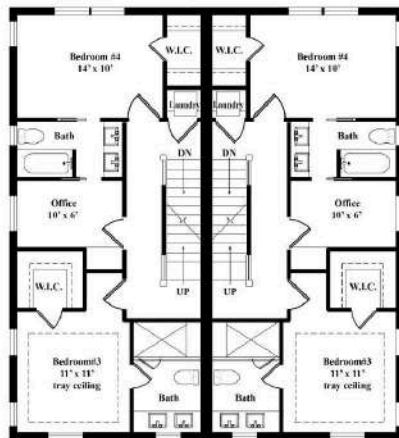 Bedroom #4
14' x 10'
W.I.C.
W.I.C.
Bedroom #4
14' x 10'
Laundry
Laundry
Bath
Bath
DN
DN
Office
10' x 6'
Office
10' x 6'
W.I.C.
UP
UP
W.I.C.
Bedroom#3
11' x 11'
tray ceiling
Bath
Bath
Bedroom#3
11' x 11'
tray ceiling